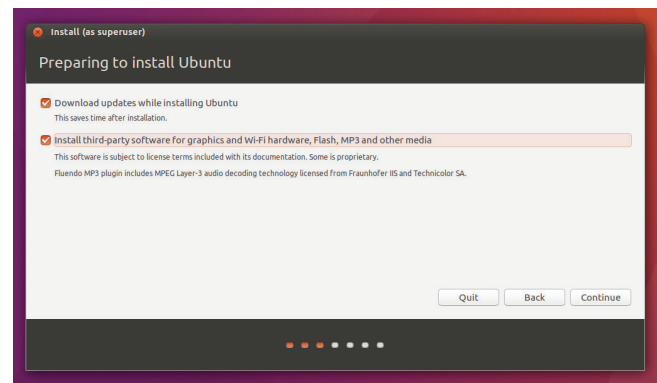 Install (as superuser)
Preparing to install Ubuntu
Download updates while installing Ubuntu
This saves time after installation.
Install third-party software for graphics and Wi-Fi hardware, Flash, MP3 and other media
This software is subject to license terms included with its documentation. Some is proprietary.
Fluendo MP3 plugin includes MPEG Layer-3 audio decoding technology licensed from Fraunhofer IIS and Technicolor SA.
Quit Back Continue